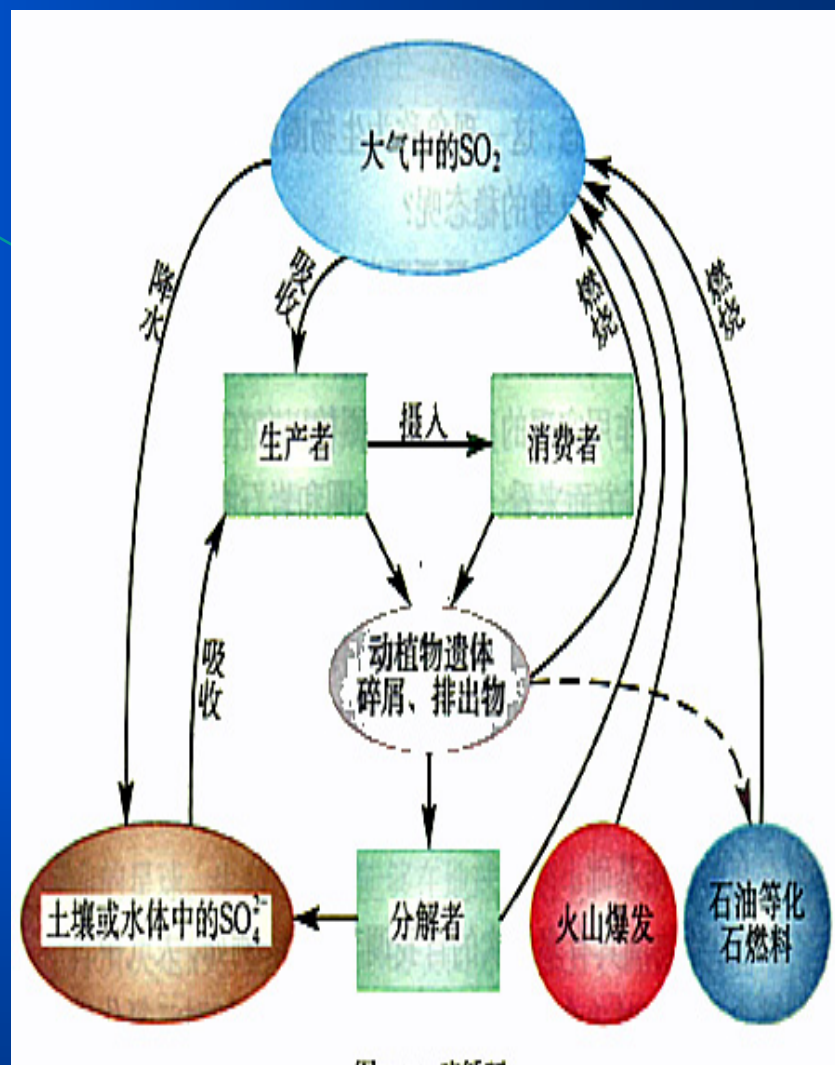 大气中的SO₂
降水
吸收
燃烧
燃烧
生产者
摄入
消费者
吸收
动植物遗体
碎屑、排出物
土壤或水体中的SO₄²⁻
分解者
火山爆发
石油等化
石燃料